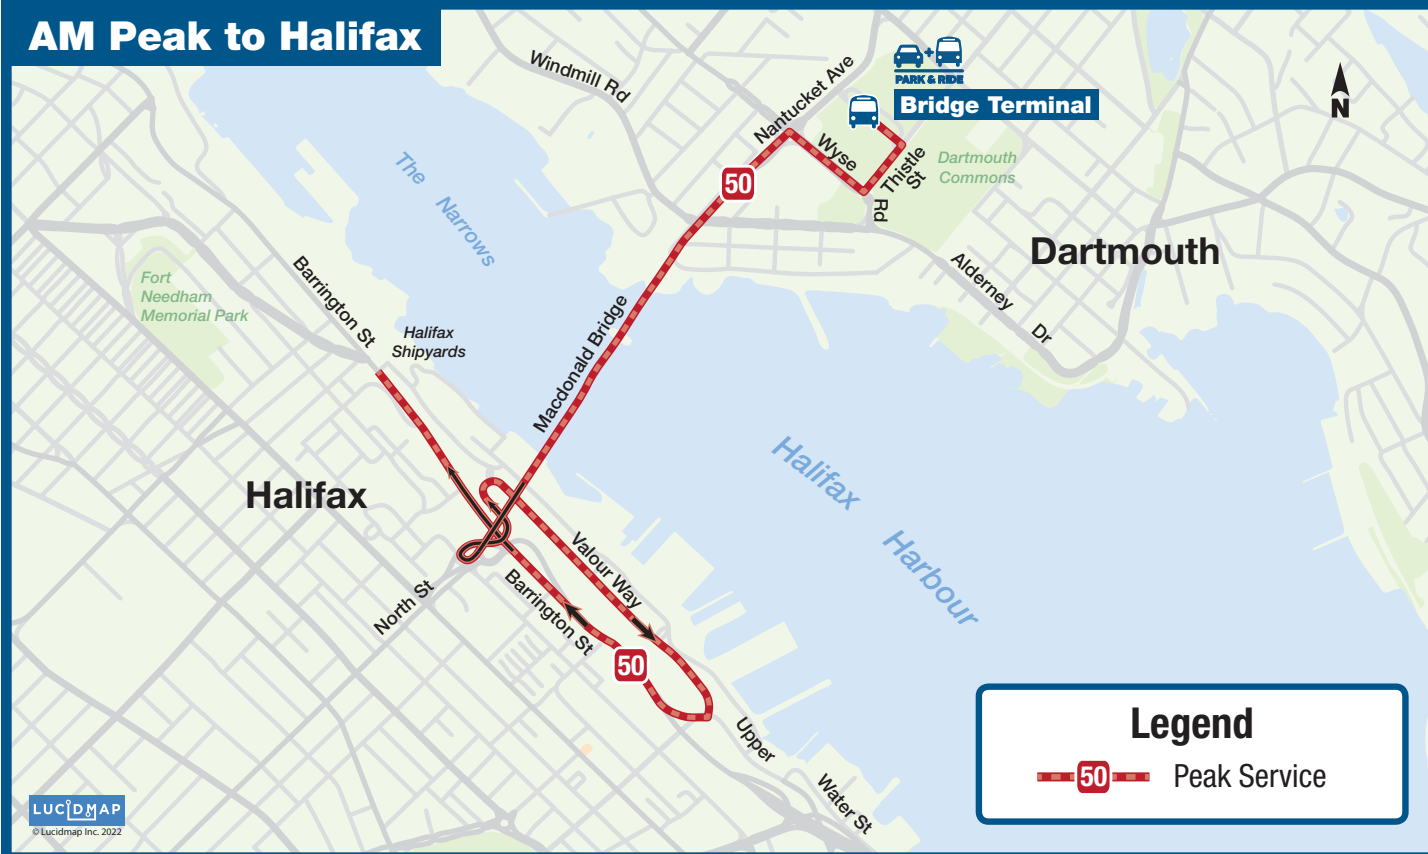 AM Peak to Halifax
Windmill Rd
Nantucket Ave
PARK & RIDE
Bridge Terminal
N
The Narrows
50
Wyse Rd
Thistle St
Dartmouth
Commons
Dartmouth
Fort
Needham
Memorial Park
Barrington St
Halifax
Shipyards
Macdonald Bridge
Alderney Dr
Halifax
Halifax Harbour
North St
Barrington St
Valour Way
50
Upper Water St
Legend
50 Peak Service
LUCIDMAP
© Lucidmap Inc. 2022